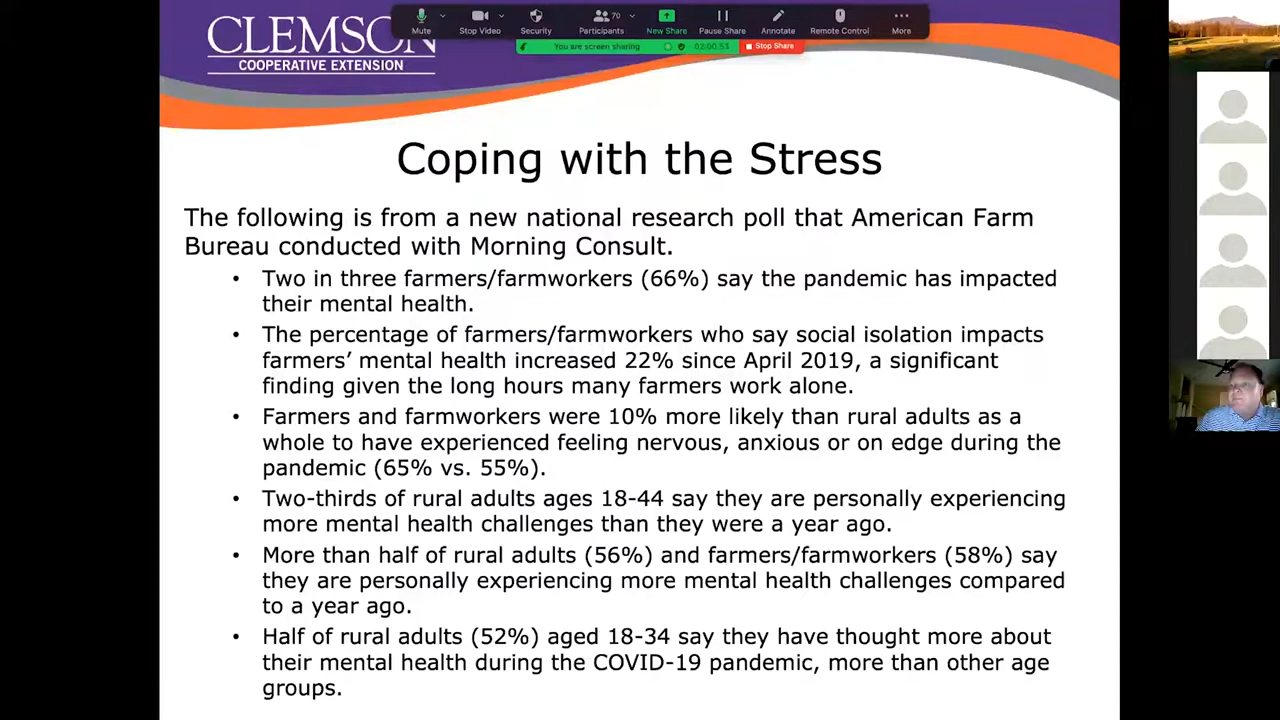 CLEMSON
COOPERATIVE EXTENSION
Mute
Stop Video
Security
70
Participants
New Share
Pause Share
Annotate
Remote Control
More
You are screen sharing
02:00:53
Stop Share
Coping with the Stress
The following is from a new national research poll that American Farm
Bureau conducted with Morning Consult.
• Two in three farmers/farmworkers (66%) say the pandemic has impacted
their mental health.
• The percentage of farmers/farmworkers who say social isolation impacts
farmers’ mental health increased 22% since April 2019, a significant
finding given the long hours many farmers work alone.
• Farmers and farmworkers were 10% more likely than rural adults as a
whole to have experienced feeling nervous, anxious or on edge during the
pandemic (65% vs. 55%).
• Two-thirds of rural adults ages 18-44 say they are personally experiencing
more mental health challenges than they were a year ago.
• More than half of rural adults (56%) and farmers/farmworkers (58%) say
they are personally experiencing more mental health challenges compared
to a year ago.
• Half of rural adults (52%) aged 18-34 say they have thought more about
their mental health during the COVID-19 pandemic, more than other age
groups.